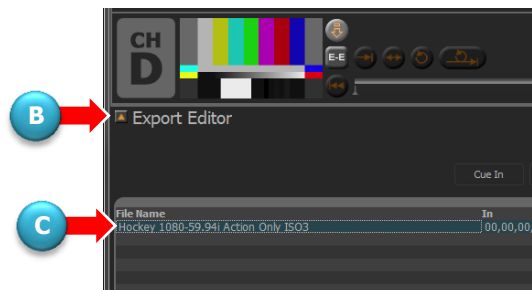 CH
D
E-E
B
Export Editor
Cue In
C
File Name In
Hockey 1080-59.94i Action Only ISO3 00,00,00,